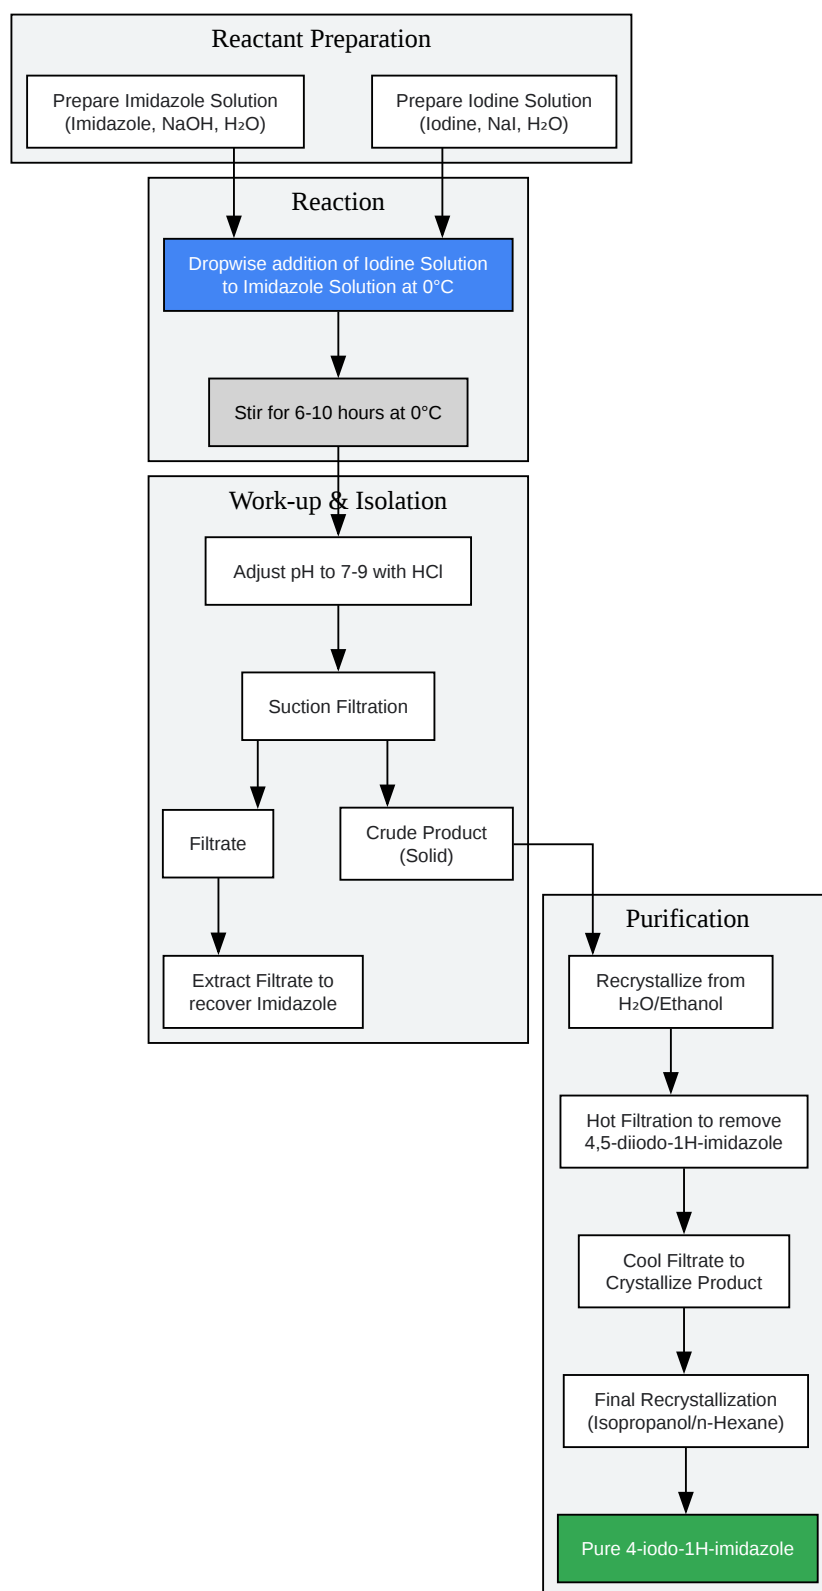 Reactant Preparation
Prepare Imidazole Solution
(Imidazole, NaOH, H₂O)
Prepare Iodine Solution
(Iodine, NaI, H₂O)
Reaction
Dropwise addition of Iodine Solution
to Imidazole Solution at 0°C
Stir for 6-10 hours at 0°C
Work-up & Isolation
Adjust pH to 7-9 with HCl
Suction Filtration
Filtrate
Crude Product
(Solid)
Extract Filtrate to
recover Imidazole
Purification
Recrystallize from
H₂O/Ethanol
Hot Filtration to remove
4,5-diiodo-1H-imidazole
Cool Filtrate to
Crystallize Product
Final Recrystallization
(Isopropanol/n-Hexane)
Pure 4-iodo-1H-imidazole